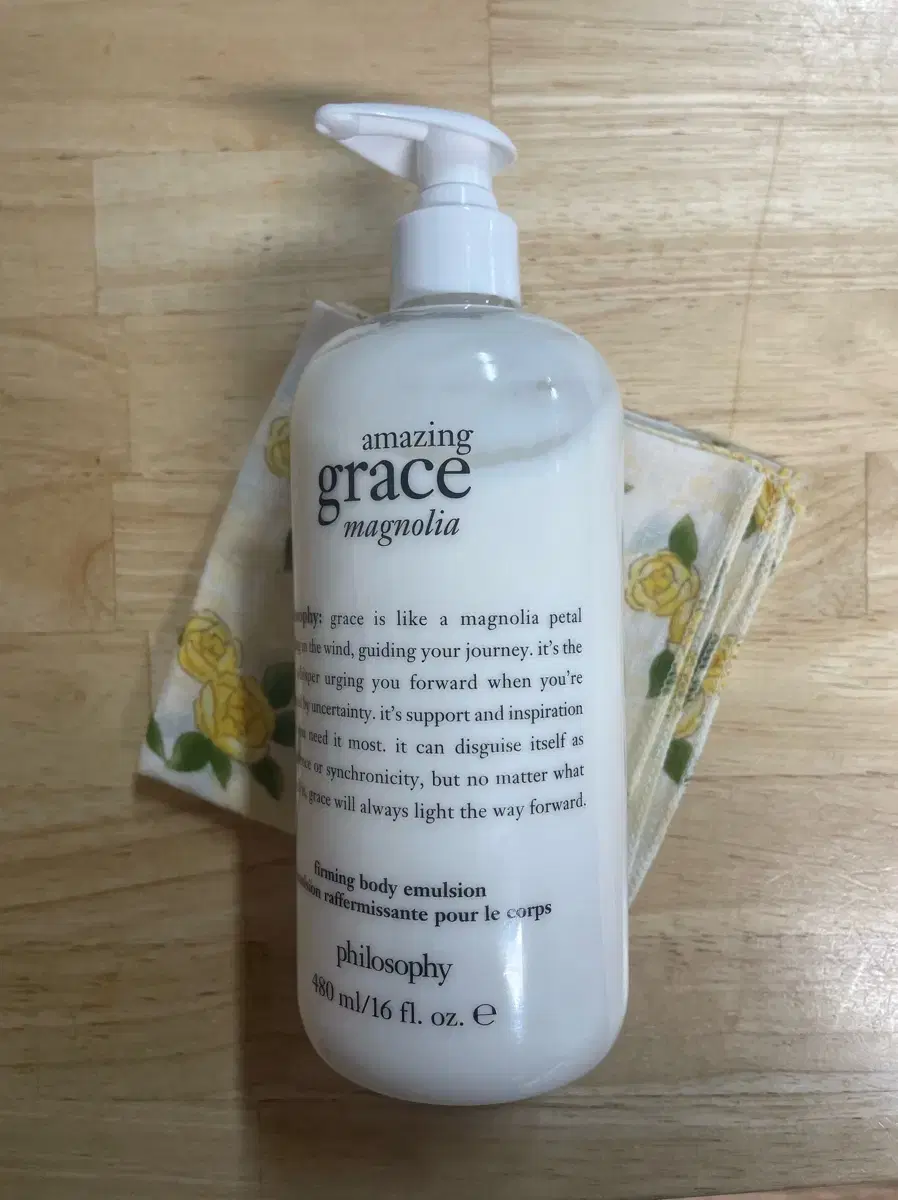 amazing
grace
magnolia
grace is like a magnolia petal
in the wind, guiding your journey. it's the
urging you forward when you're
by uncertainty. it's support and inspiration
need it most. it can disguise itself as
or synchronicity, but no matter what
grace will always light the way forward.
firming body emulsion
raffermissante pour le corps
philosophy
480 ml/16 fl. oz. ℮